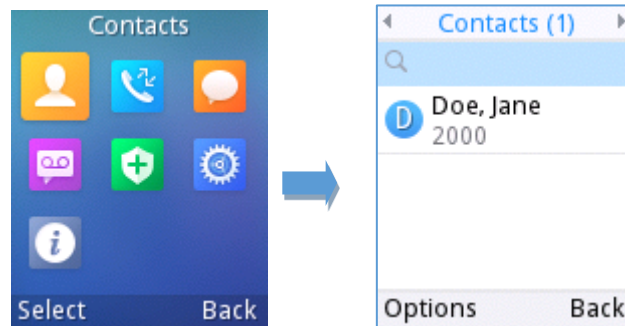 Contacts
Select Back
Contacts (1)
D
Doe, Jane
2000
Options Back